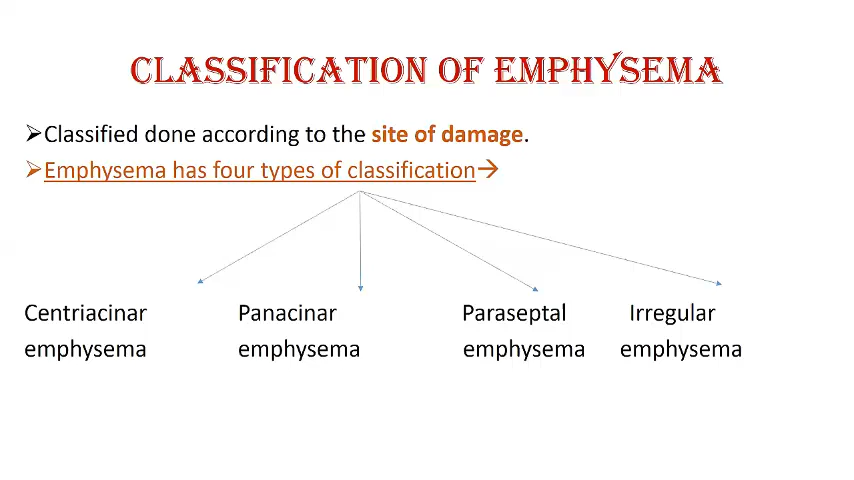 CLASSIFICATION OF EMPHYSEMA
➢Classified done according to the site of damage.
➢Emphysema has four types of classification→
Centriacinar Panacinar Paraseptal Irregular
emphysema emphysema emphysema emphysema